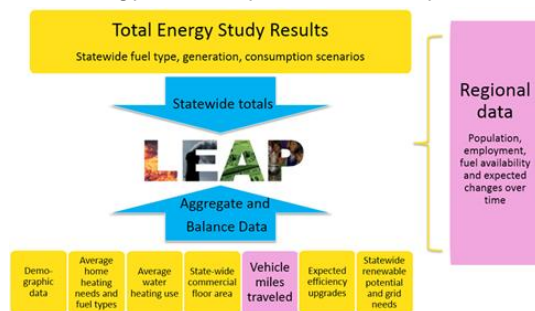 Total Energy Study Results
Statewide fuel type, generation, consumption scenarios
Statewide totals
LEAP
Aggregate and
Balance Data
Regional
data
Population,
employment,
fuel availability
and expected
changes over
time
Demo-
graphic
data
Average
home
heating
needs and
fuel types
Average
water
heating use
State-wide
commercial
floor area
Vehicle
miles
traveled
Expected
efficiency
upgrades
Statewide
renewable
potential
and grid
needs